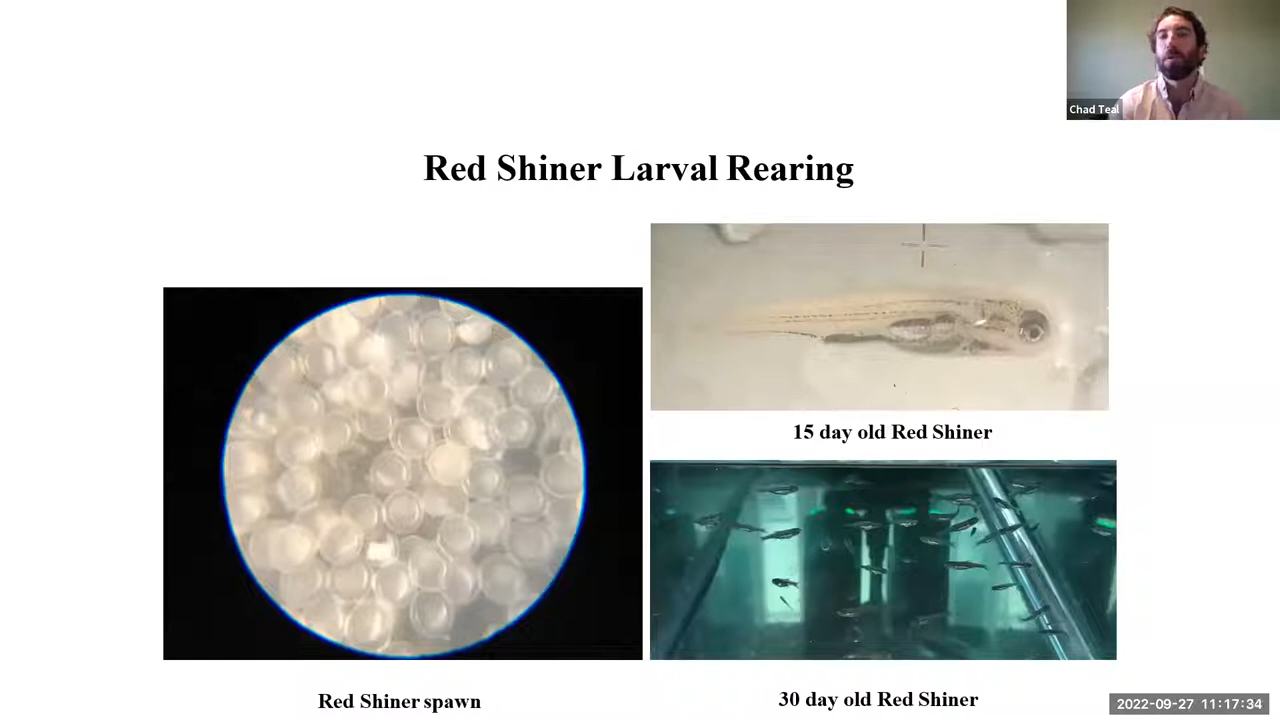 Chad Teal
Red Shiner Larval Rearing
15 day old Red Shiner
Red Shiner spawn
30 day old Red Shiner
2022-09-27 11:17:34